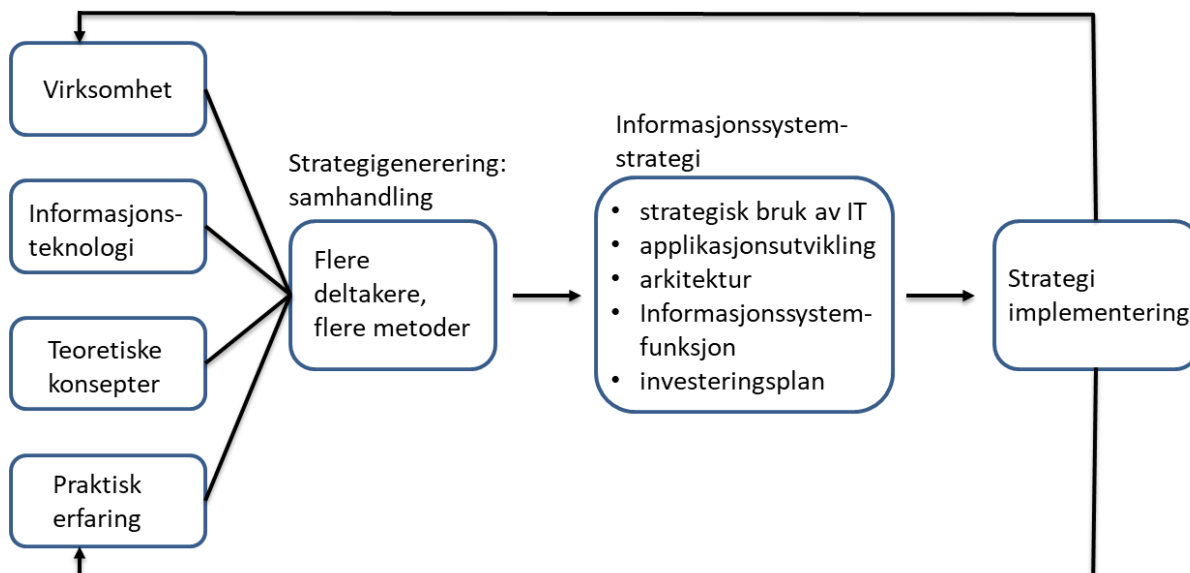 Virksomhet
Informasjons-
teknologi
Teoretiske
konsepter
Praktisk
erfaring
Strategigenerering:
samhandling
Flere
deltakere,
flere metoder
Informasjonssystem-
strategi
• strategisk bruk av IT
• applikasjonsutvikling
• arkitektur
• Informasjonssystem-
funksjon
• investeringsplan
Strategi
implementering